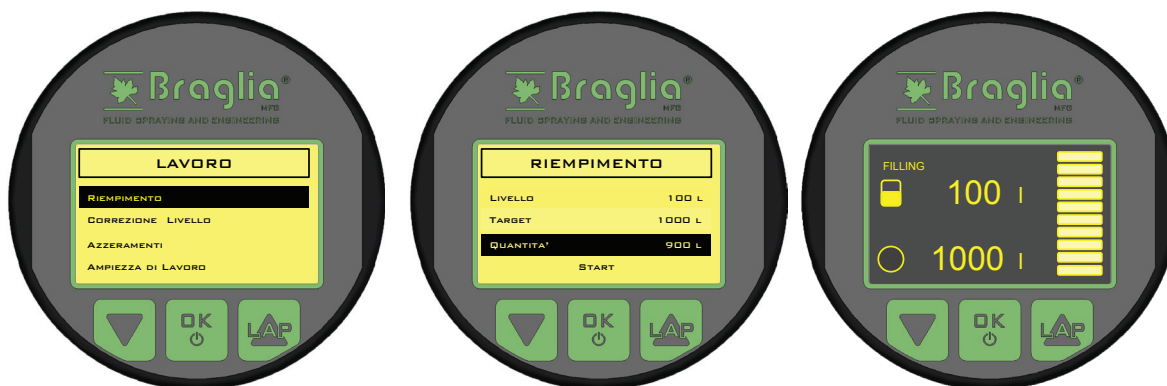 Braglia®
MFG
FLUID SPRAYING AND ENGINEERING
LAVORO
RIEMPIMENTO
CORREZIONE LIVELLO
AZZERAMENTI
AMPIEZZA DI LAVORO
OK
LAP
Braglia®
MFG
FLUID SPRAYING AND ENGINEERING
RIEMPIMENTO
LIVELLO 100 L
TARGET 1000 L
QUANTITA' 900 L
START
OK
LAP
Braglia®
MFG
FLUID SPRAYING AND ENGINEERING
FILLING
100 l
1000 l
OK
LAP